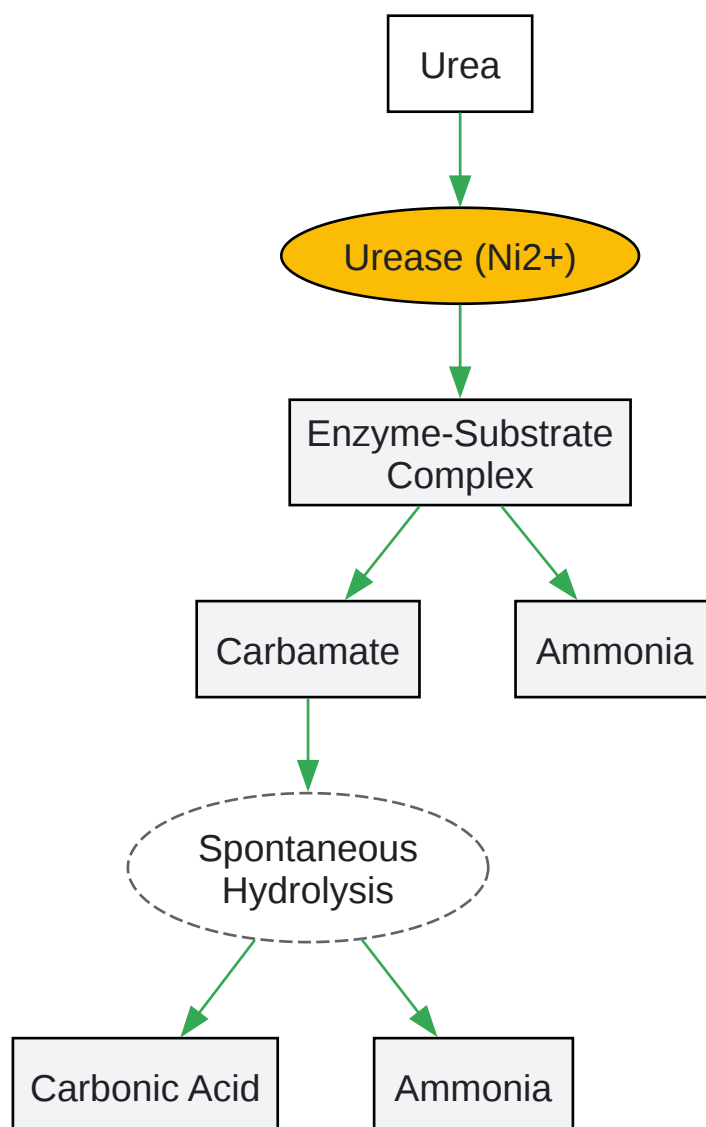 Urea
Urease (Ni2+)
Enzyme-Substrate
Complex
Carbamate
Ammonia
Spontaneous
Hydrolysis
Carbonic Acid
Ammonia